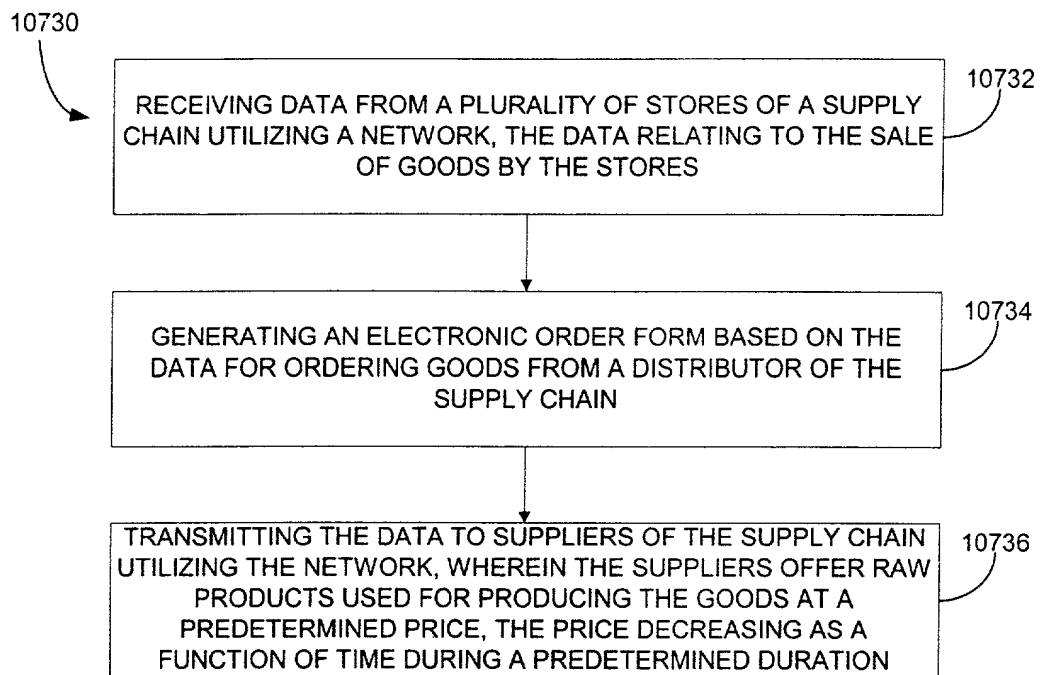 10730
10732
RECEIVING DATA FROM A PLURALITY OF STORES OF A SUPPLY
CHAIN UTILIZING A NETWORK, THE DATA RELATING TO THE SALE
OF GOODS BY THE STORES
10734
GENERATING AN ELECTRONIC ORDER FORM BASED ON THE
DATA FOR ORDERING GOODS FROM A DISTRIBUTOR OF THE
SUPPLY CHAIN
10736
TRANSMITTING THE DATA TO SUPPLIERS OF THE SUPPLY CHAIN
UTILIZING THE NETWORK, WHEREIN THE SUPPLIERS OFFER RAW
PRODUCTS USED FOR PRODUCING THE GOODS AT A
PREDETERMINED PRICE, THE PRICE DECREASING AS A
FUNCTION OF TIME DURING A PREDETERMINED DURATION